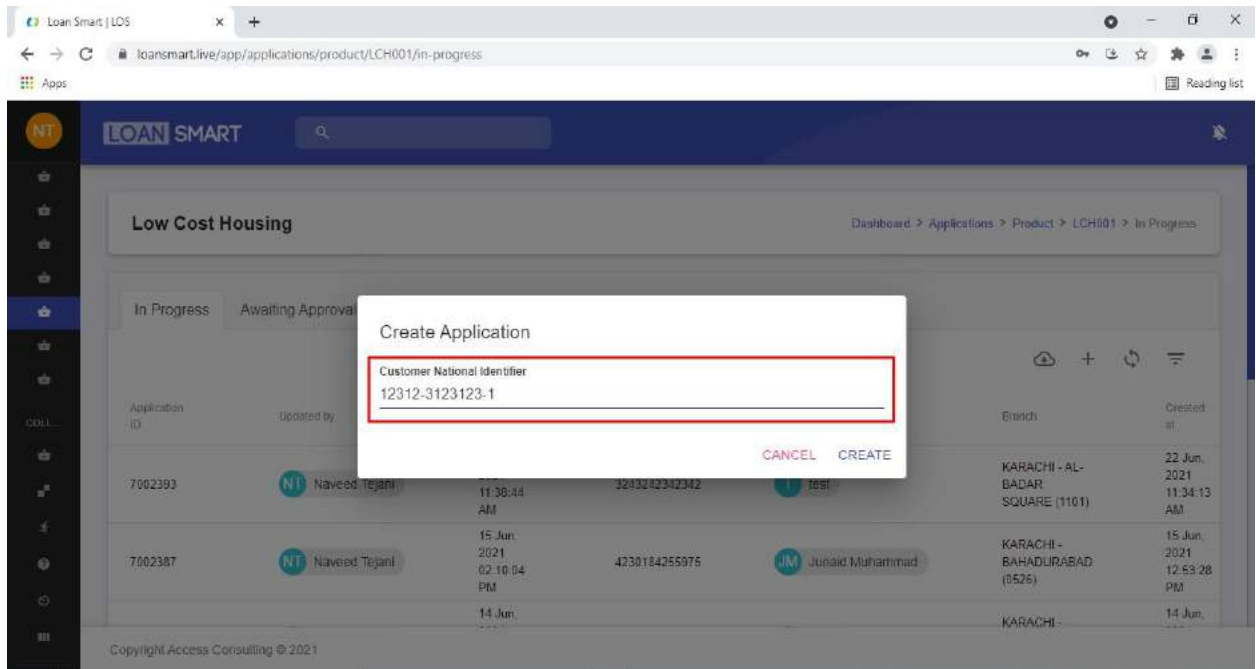 Loan Smart | LOS
loansmart.live/app/applications/product/LCH001/in-progress
Apps
Reading list
NT
LOAN SMART
Low Cost Housing
Dashboard > Applications > Product > LCH001 > In Progress
In Progress Awaiting Approval
Create Application
Customer National Identifier
12312-3123123-1
CANCEL CREATE
Application ID Updated by Branch Created at
COLL...
7002393 NT Naveed Tejani 11:38:44 AM 3243242342342 T test KARACHI - AL-BADAR SQUARE (1101) 22 Jun, 2021 11:34:13 AM
7002387 NT Naveed Tejani 15 Jun, 2021 02:10:04 PM 4230184255975 JM Junaid Muhammad KARACHI - BAHADURABAD (0526) 15 Jun, 2021 12:53:28 PM
14 Jun, KARACHI - 14 Jun,
Copyright Access Consulting © 2021